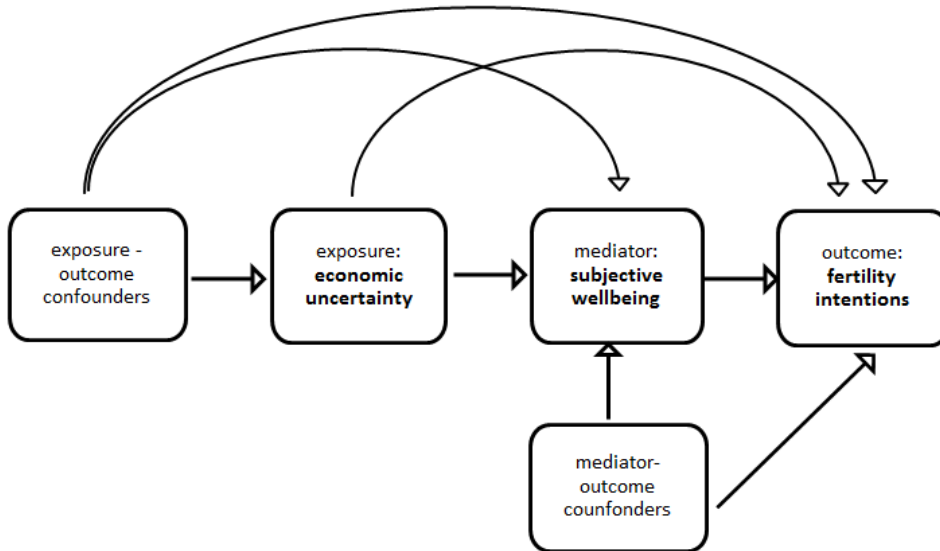 exposure -
outcome
confounders
exposure:
economic
uncertainty
mediator:
subjective
wellbeing
outcome:
fertility
intentions
mediator-
outcome
counfonders